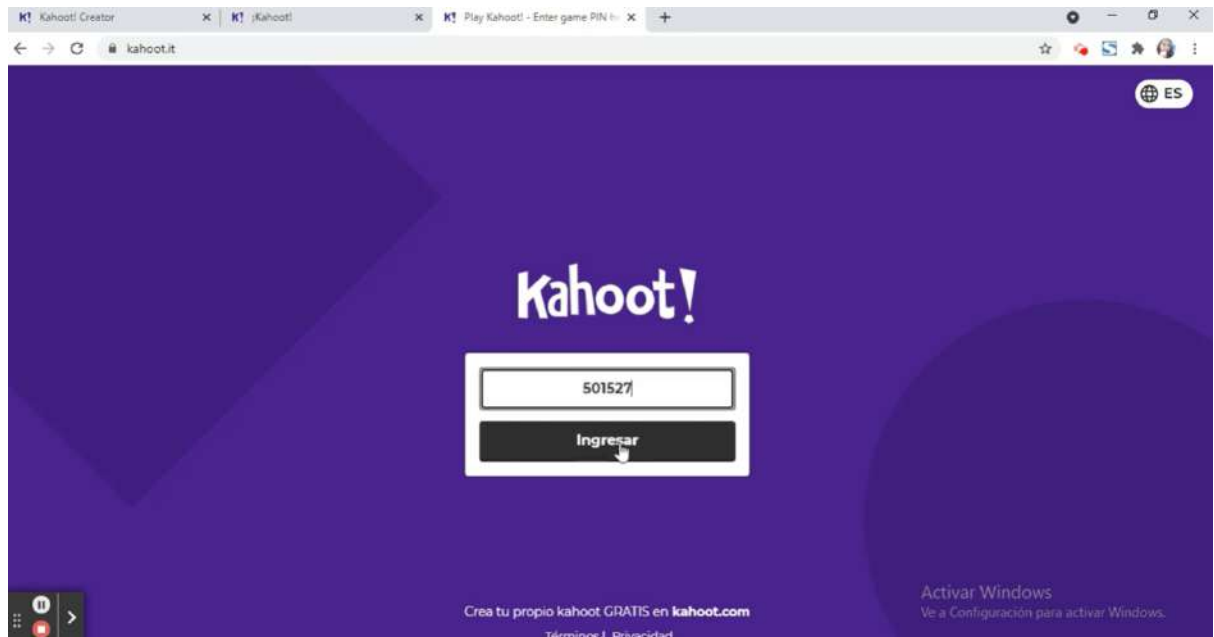 K! Kahoot! Creator
K! ¡Kahoot!
K! Play Kahoot! - Enter game PIN
kahoot.it
ES
Kahoot!
501527
Ingresar
Crea tu propio kahoot GRATIS en kahoot.com
Términos | Privacidad
Activar Windows
Ve a Configuración para activar Windows.